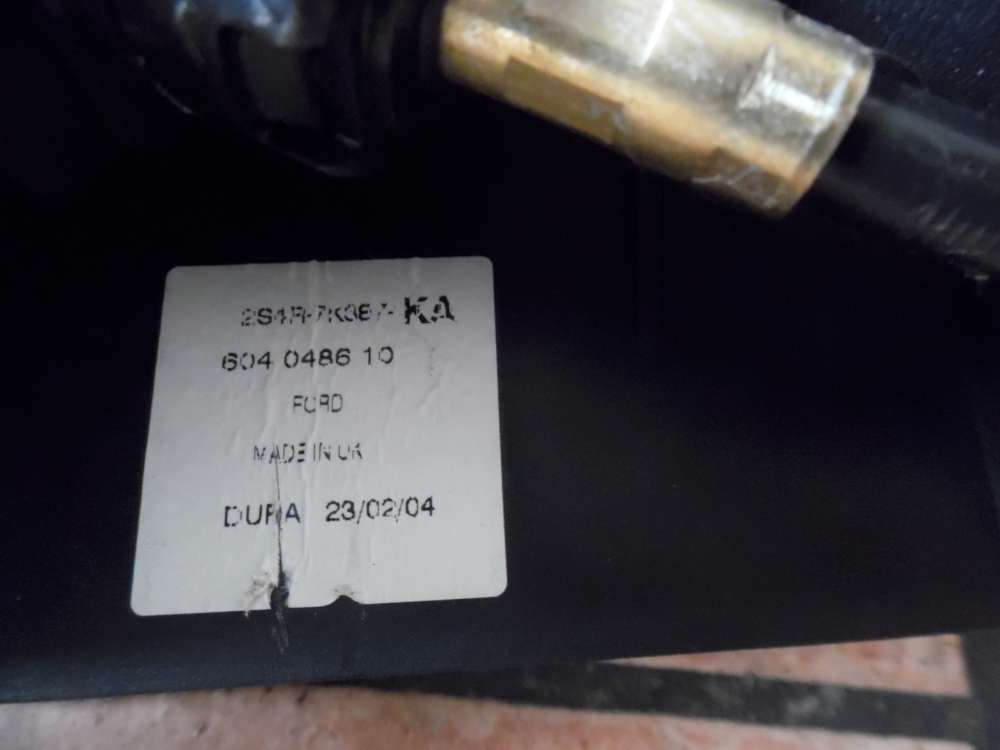 2S4R-7K387-KA
604 0486 10
FORD
MADE IN UK
DURA 23/02/04